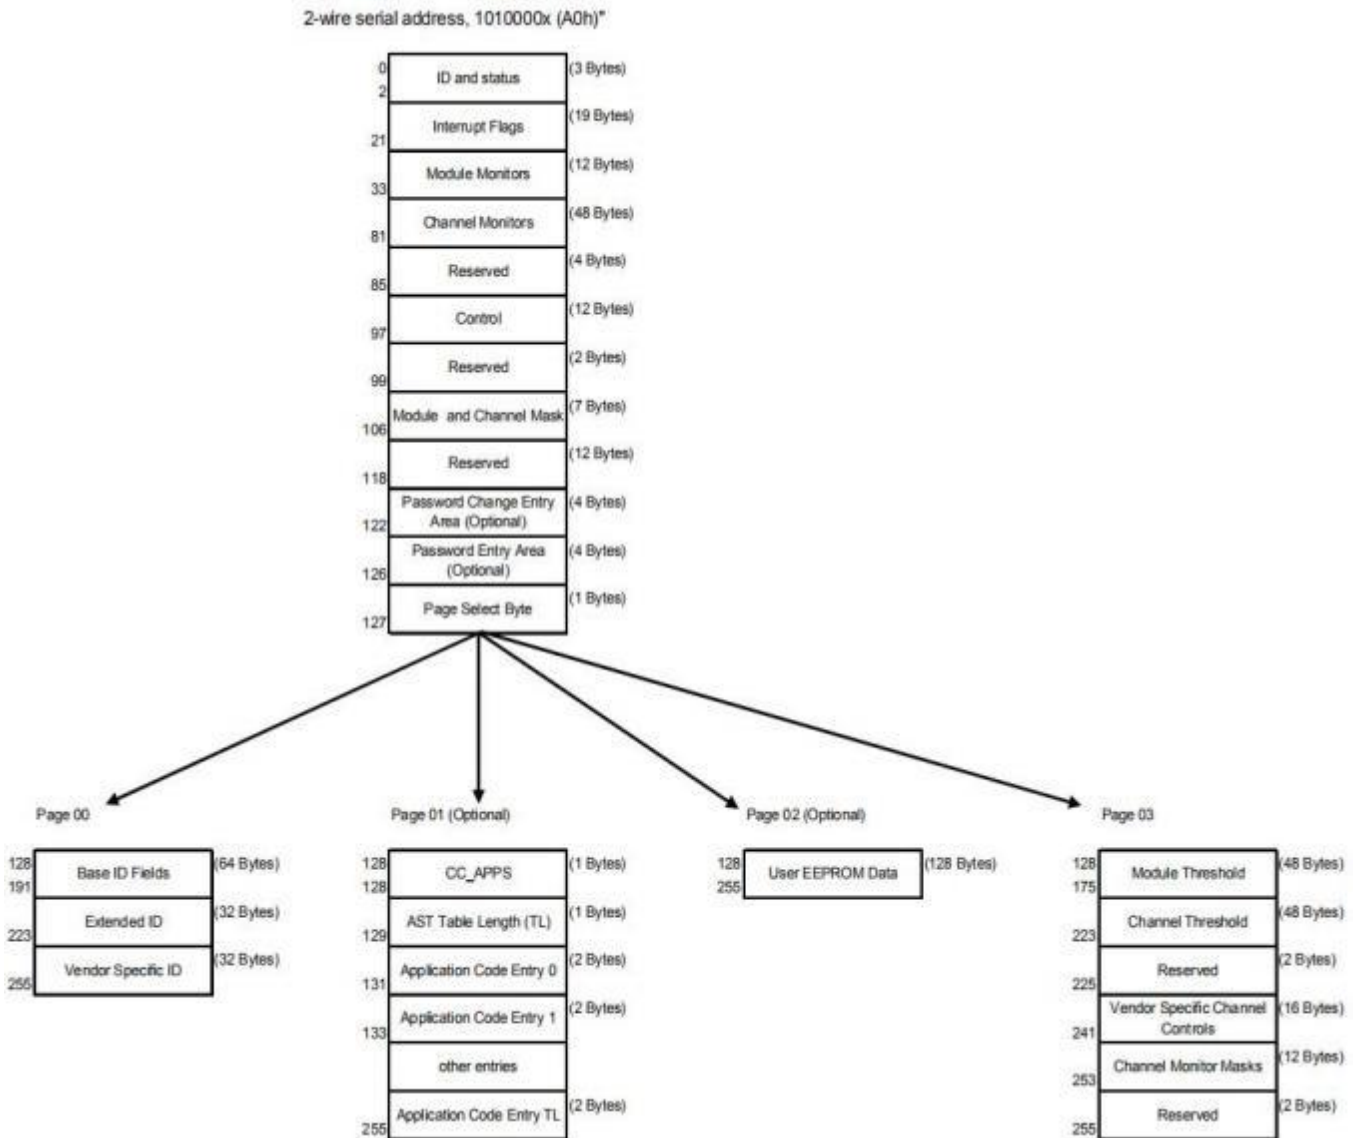 2-wire serial address, 1010000x (A0h)"
0
2
ID and status
(3 Bytes)
21
Interrupt Flags
(19 Bytes)
33
Module Monitors
(12 Bytes)
81
Channel Monitors
(48 Bytes)
85
Reserved
(4 Bytes)
97
Control
(12 Bytes)
99
Reserved
(2 Bytes)
106
Module and Channel Mask
(7 Bytes)
118
Reserved
(12 Bytes)
122
Password Change Entry
Area (Optional)
(4 Bytes)
126
Password Entry Area
(Optional)
(4 Bytes)
127
Page Select Byte
(1 Bytes)
Page 00
128
191
Base ID Fields
(64 Bytes)
223
Extended ID
(32 Bytes)
255
Vendor Specific ID
(32 Bytes)
Page 01 (Optional)
128
128
CC_APPS
(1 Bytes)
129
AST Table Length (TL)
(1 Bytes)
131
Application Code Entry 0
(2 Bytes)
133
Application Code Entry 1
(2 Bytes)
other entries
255
Application Code Entry TL
(2 Bytes)
Page 02 (Optional)
128
255
User EEPROM Data
(128 Bytes)
Page 03
128
175
Module Threshold
(48 Bytes)
223
Channel Threshold
(48 Bytes)
225
Reserved
(2 Bytes)
241
Vendor Specific Channel
Controls
(16 Bytes)
253
Channel Monitor Masks
(12 Bytes)
255
Reserved
(2 Bytes)